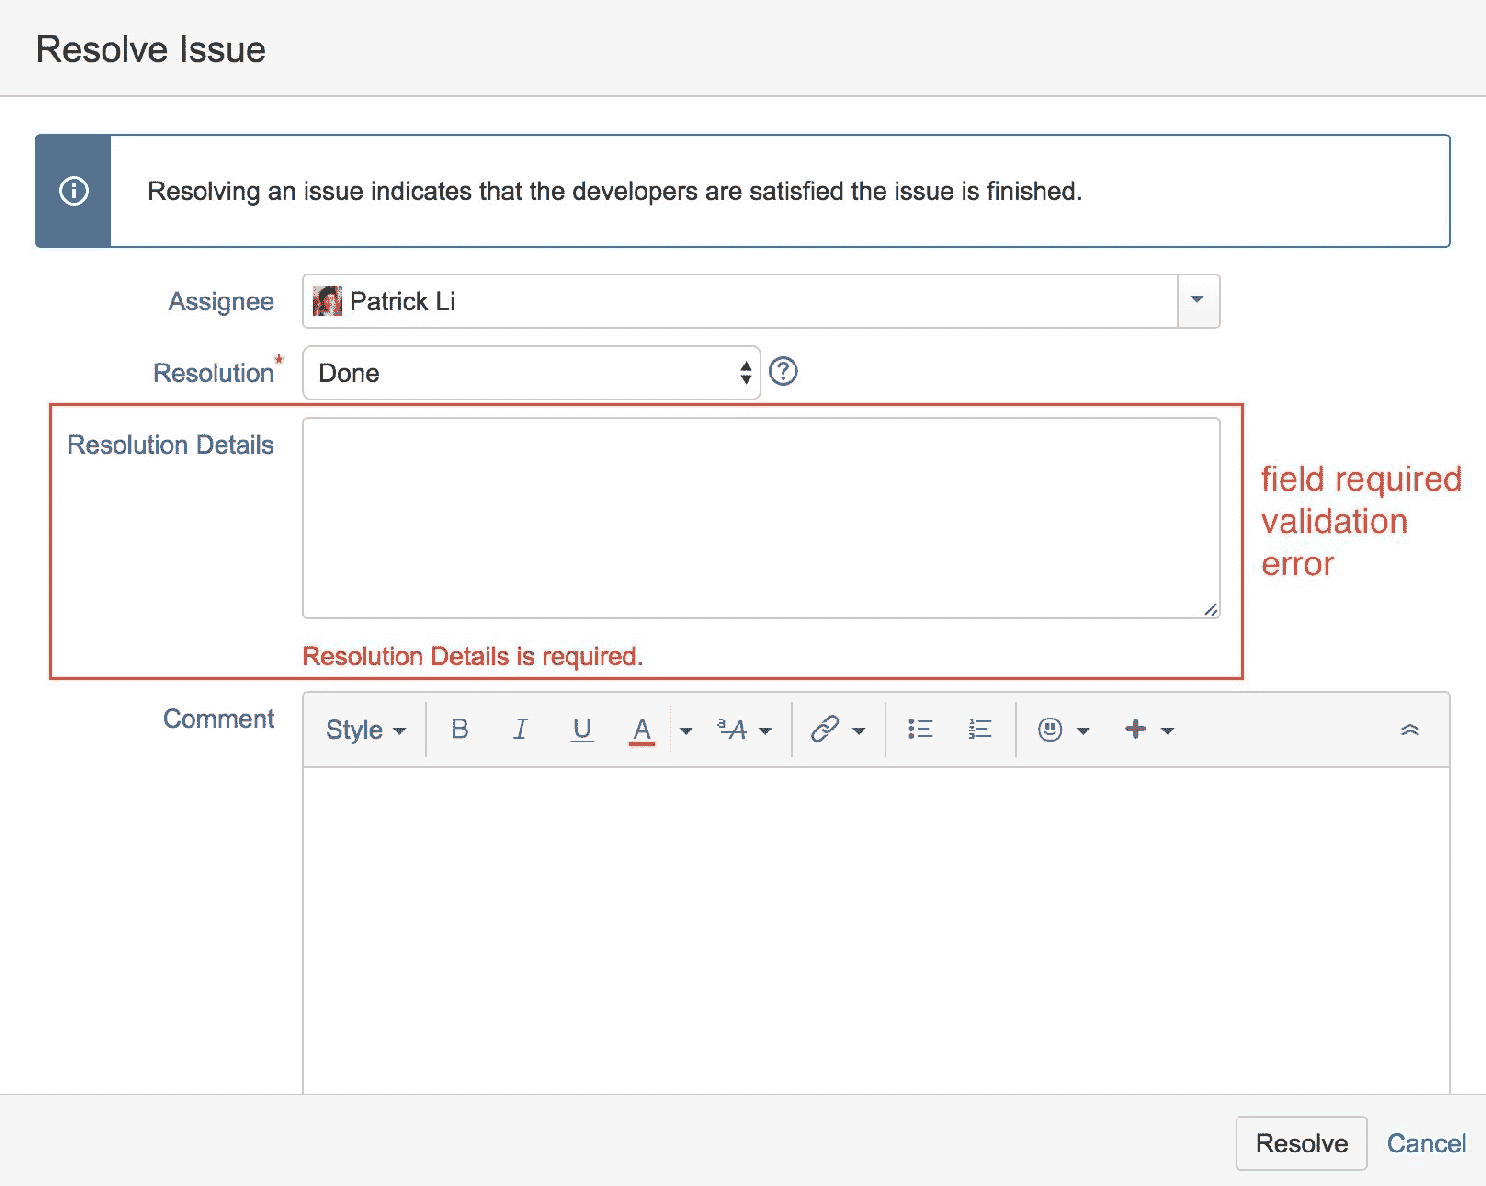 Resolve Issue
Resolving an issue indicates that the developers are satisfied the issue is finished.
Assignee
Patrick Li
Resolution*
Done
Resolution Details
field required
validation
error
Resolution Details is required.
Comment
Style
B I U A ªA
Resolve
Cancel